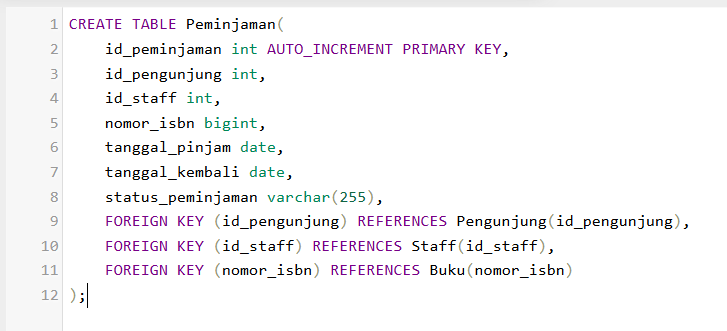 1 CREATE TABLE Peminjaman(
2 id_peminjaman int AUTO_INCREMENT PRIMARY KEY,
3 id_pengunjung int,
4 id_staff int,
5 nomor_isbn bigint,
6 tanggal_pinjam date,
7 tanggal_kembali date,
8 status_peminjaman varchar(255),
9 FOREIGN KEY (id_pengunjung) REFERENCES Pengunjung(id_pengunjung),
10 FOREIGN KEY (id_staff) REFERENCES Staff(id_staff),
11 FOREIGN KEY (nomor_isbn) REFERENCES Buku(nomor_isbn)
12 );